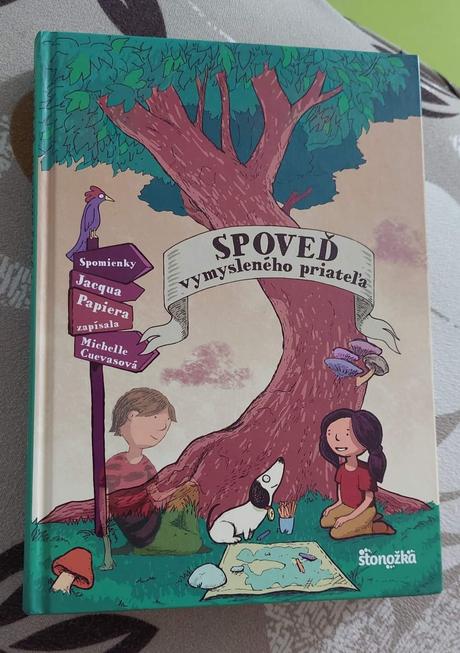 SPOVEĎ
vymysleného priateľa
Spomienky
Jacqua
Papiera
zapísala
Michelle
Cuevasová
stonožka